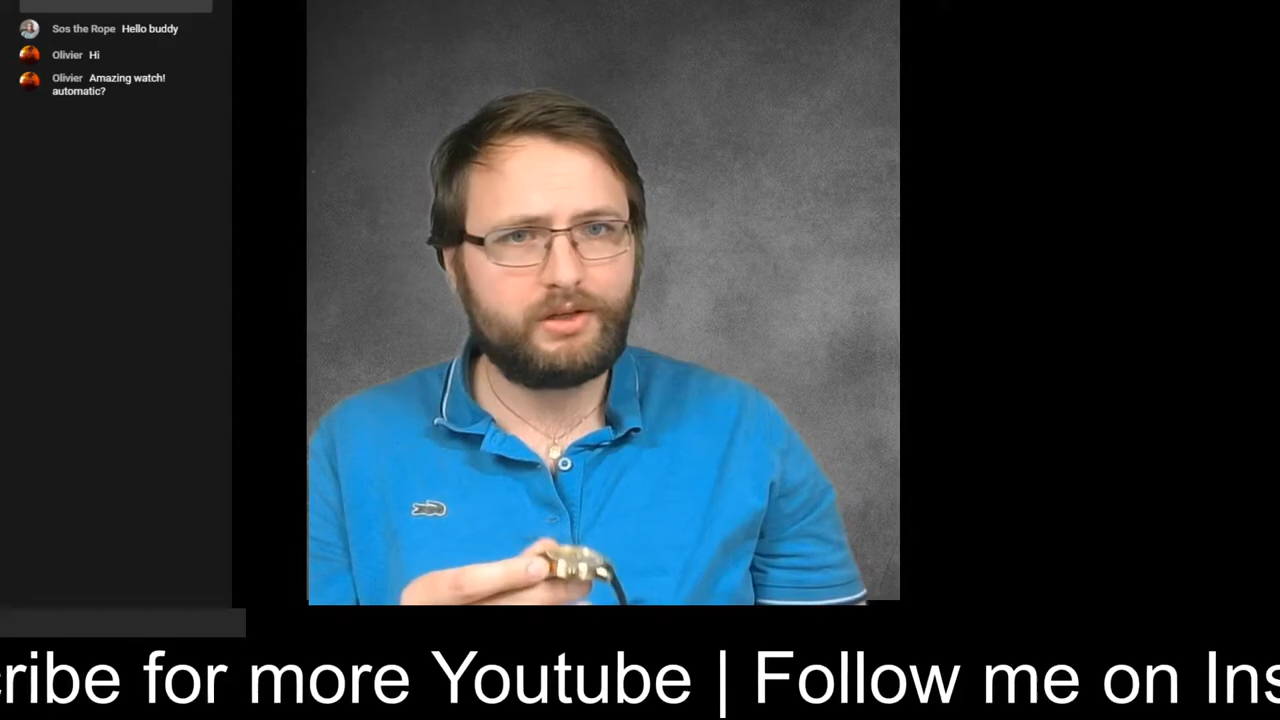 Sos the Rope Hello buddy
Olivier Hi
Olivier Amazing watch!
automatic?
cribe for more Youtube | Follow me on Ins